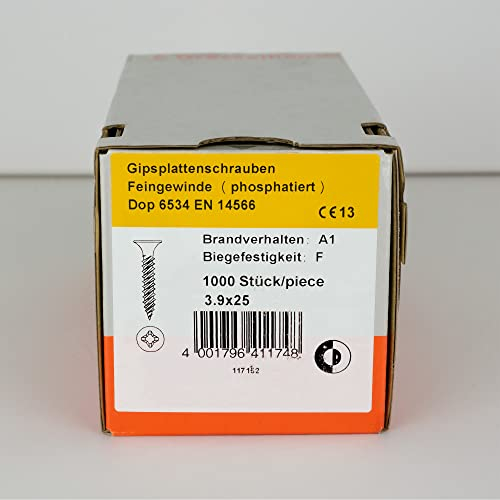 Gipsplattenschrauben
Feingewinde ( phosphatiert )
Dop 6534 EN 14566
CE 13
Brandverhalten: A1
Biegefestigkeit: F
1000 Stück/piece
3.9x25
4 001796 411748
117152